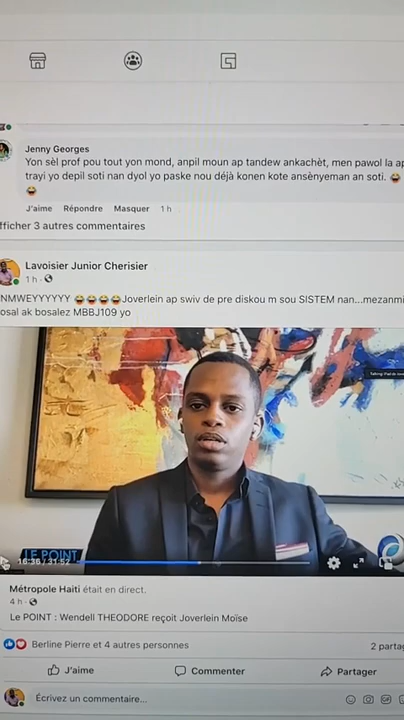 Jenny Georges
Yon sèl prof pou tout yon mond, anpil moun ap tandew ankachèt, men pawol la ap
trayi yo depil soti nan dyol yo paske nou déjà konen kote ansènyeman an soti.
J'aime Répondre Masquer 1 h
fficher 3 autres commentaires
Lavoisier Junior Cherisier
1 h
NMWEYYYYYY Joverlein ap swiv de pre diskou m sou SISTEM nan...mezanmi
osal ak bosalez MBBJ109 yo
LE POINT
16:36 / 31:52
Métropole Haiti était en direct.
4 h
Le POINT : Wendell THEODORE reçoit Joverlein Moïse
Berline Pierre et 4 autres personnes
2 partag
J'aime Commenter Partager
Écrivez un commentaire...
GIF